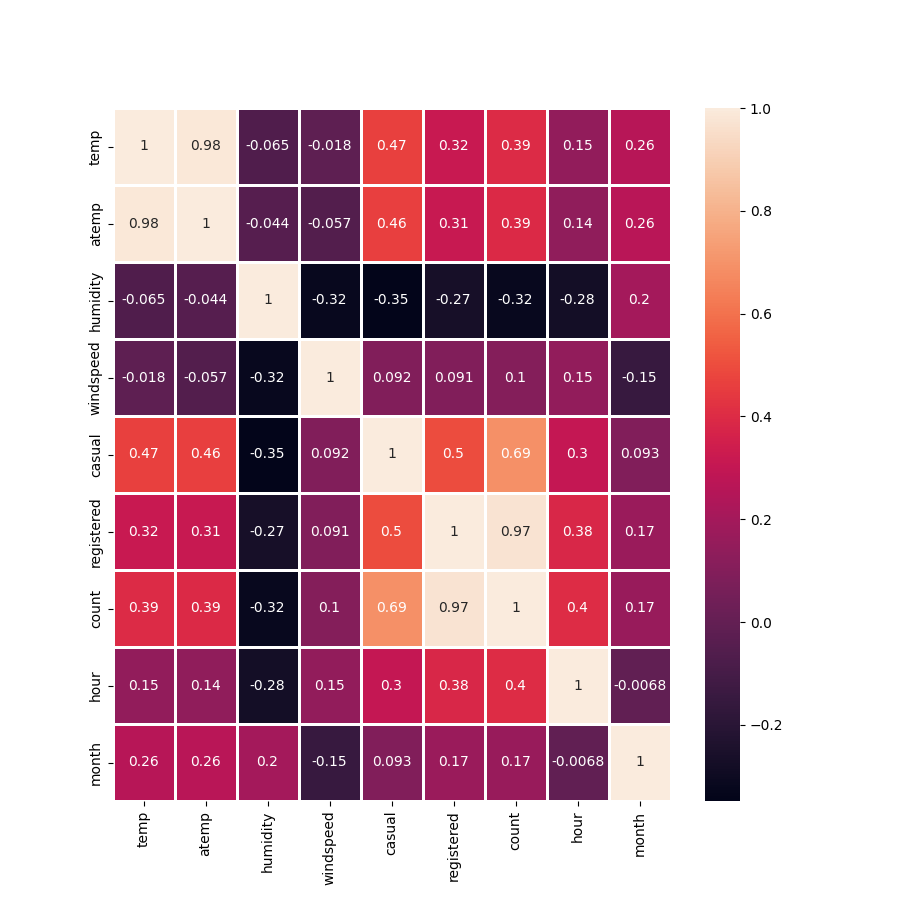 temp 1 0.98 -0.065 -0.018 0.47 0.32 0.39 0.15 0.26
atemp 0.98 1 -0.044 -0.057 0.46 0.31 0.39 0.14 0.26
humidity -0.065 -0.044 1 -0.32 -0.35 -0.27 -0.32 -0.28 0.2
windspeed -0.018 -0.057 -0.32 1 0.092 0.091 0.1 0.15 -0.15
casual 0.47 0.46 -0.35 0.092 1 0.5 0.69 0.3 0.093
registered 0.32 0.31 -0.27 0.091 0.5 1 0.97 0.38 0.17
count 0.39 0.39 -0.32 0.1 0.69 0.97 1 0.4 0.17
hour 0.15 0.14 -0.28 0.15 0.3 0.38 0.4 1 -0.0068
month 0.26 0.26 0.2 -0.15 0.093 0.17 0.17 -0.0068 1
temp atemp humidity windspeed casual registered count hour month
1.0
0.8
0.6
0.4
0.2
0.0
−0.2